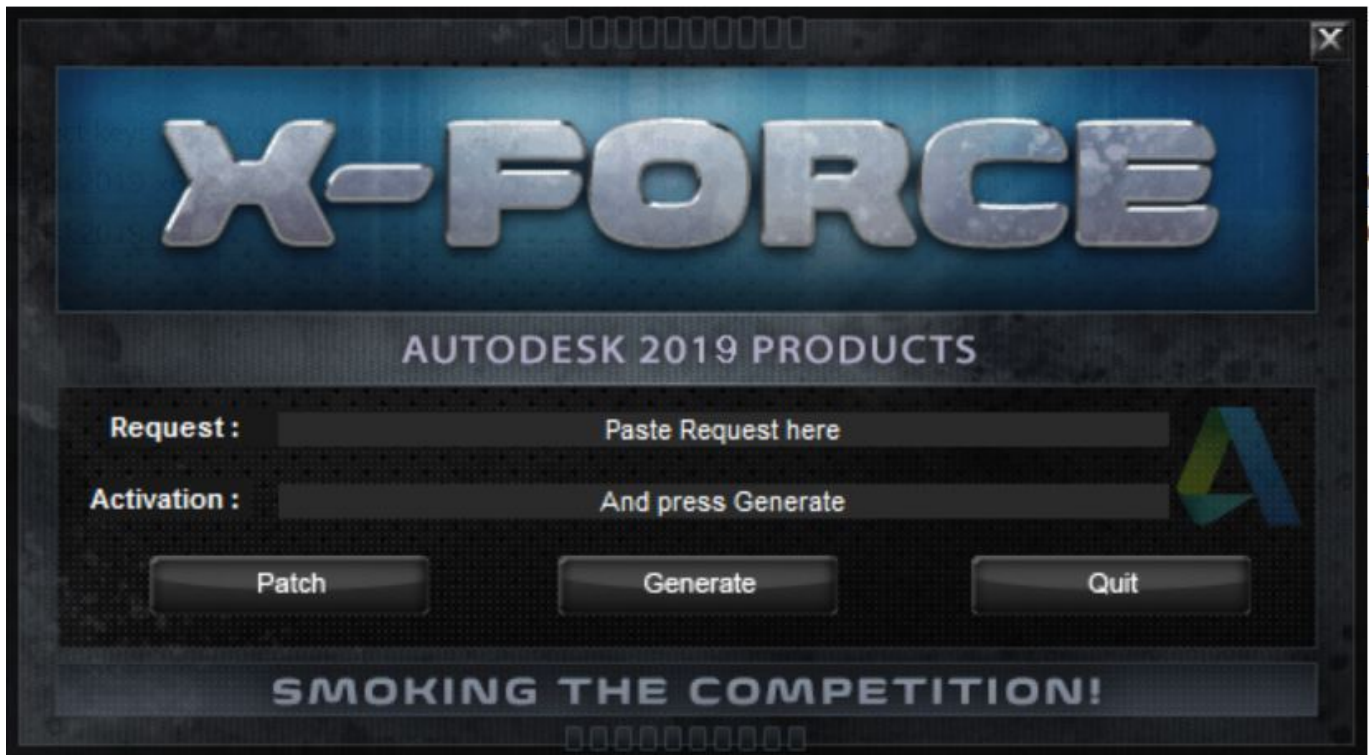 X
X-FORCE
AUTODESK 2019 PRODUCTS
Request :
Paste Request here
Activation :
And press Generate
Patch
Generate
Quit
SMOKING THE COMPETITION!